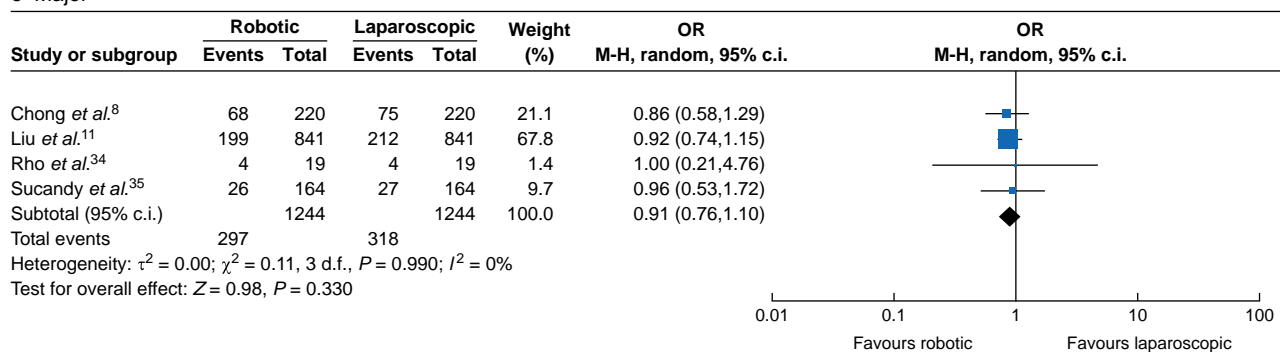 Robotic Laparoscopic Weight OR OR
Study or subgroup Events Total Events Total (%) M-H, random, 95% c.i. M-H, random, 95% c.i.
Chong et al.8 68 220 75 220 21.1 0.86 (0.58,1.29)
Liu et al.11 199 841 212 841 67.8 0.92 (0.74,1.15)
Rho et al.34 4 19 4 19 1.4 1.00 (0.21,4.76)
Sucandy et al.35 26 164 27 164 9.7 0.96 (0.53,1.72)
Subtotal (95% c.i.) 1244 1244 100.0 0.91 (0.76,1.10)
Total events 297 318
Heterogeneity: τ2 = 0.00; χ2 = 0.11, 3 d.f., P = 0.990; I2 = 0%
Test for overall effect: Z = 0.98, P = 0.330
0.01 0.1 1 10 100
Favours robotic Favours laparoscopic